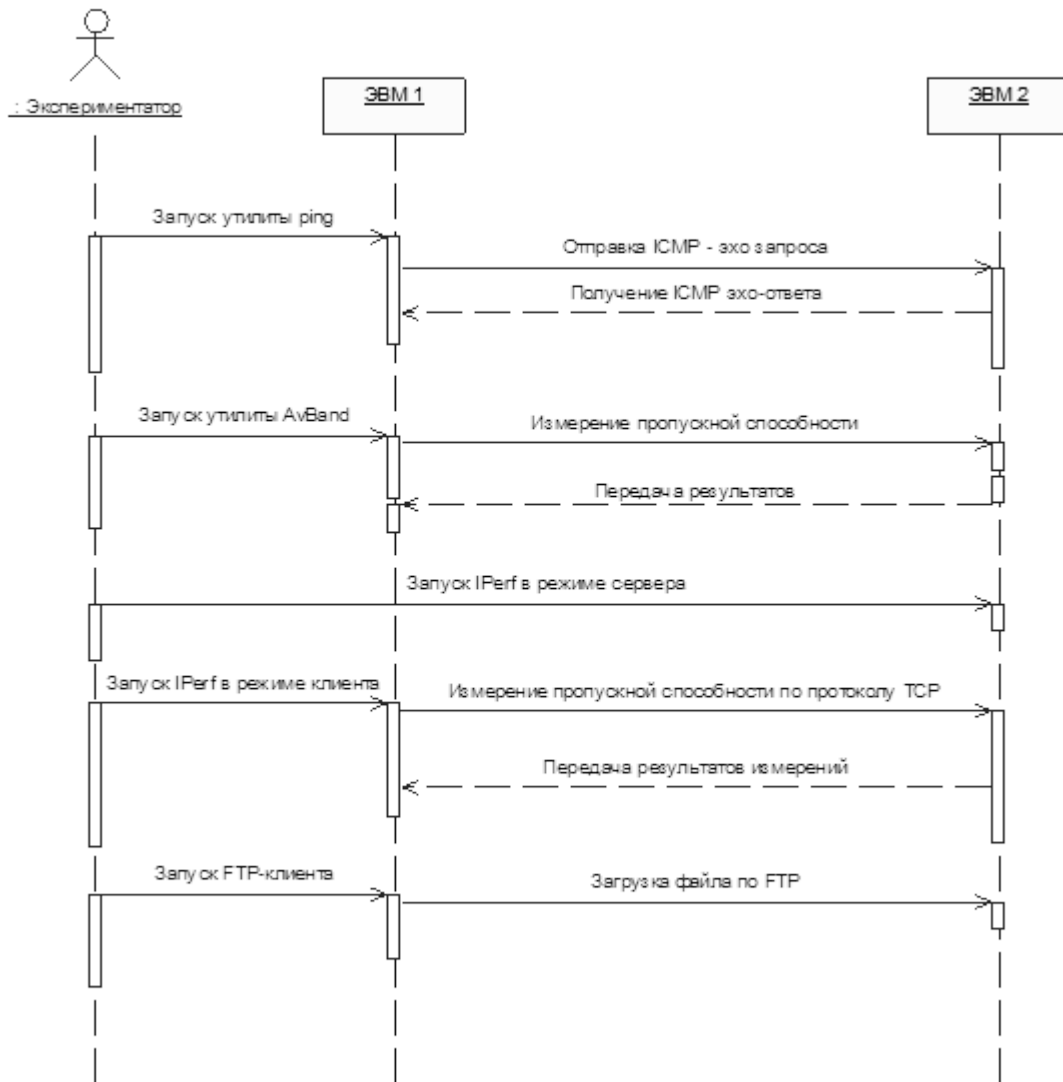 : Экспериментатор
ЭВМ 1
ЭВМ 2
Запуск утилиты ping
Отправка ICMP - эхо запроса
Получение ICMP эхо-ответа
Запуск утилиты AvBand
Измерение пропускной способности
Передача результатов
Запуск IPerf в режиме сервера
Запуск IPerf в режиме клиента
Измерение пропускной способности по протоколу TCP
Передача результатов измерений
Запуск FTP-клиента
Загрузка файла по FTP